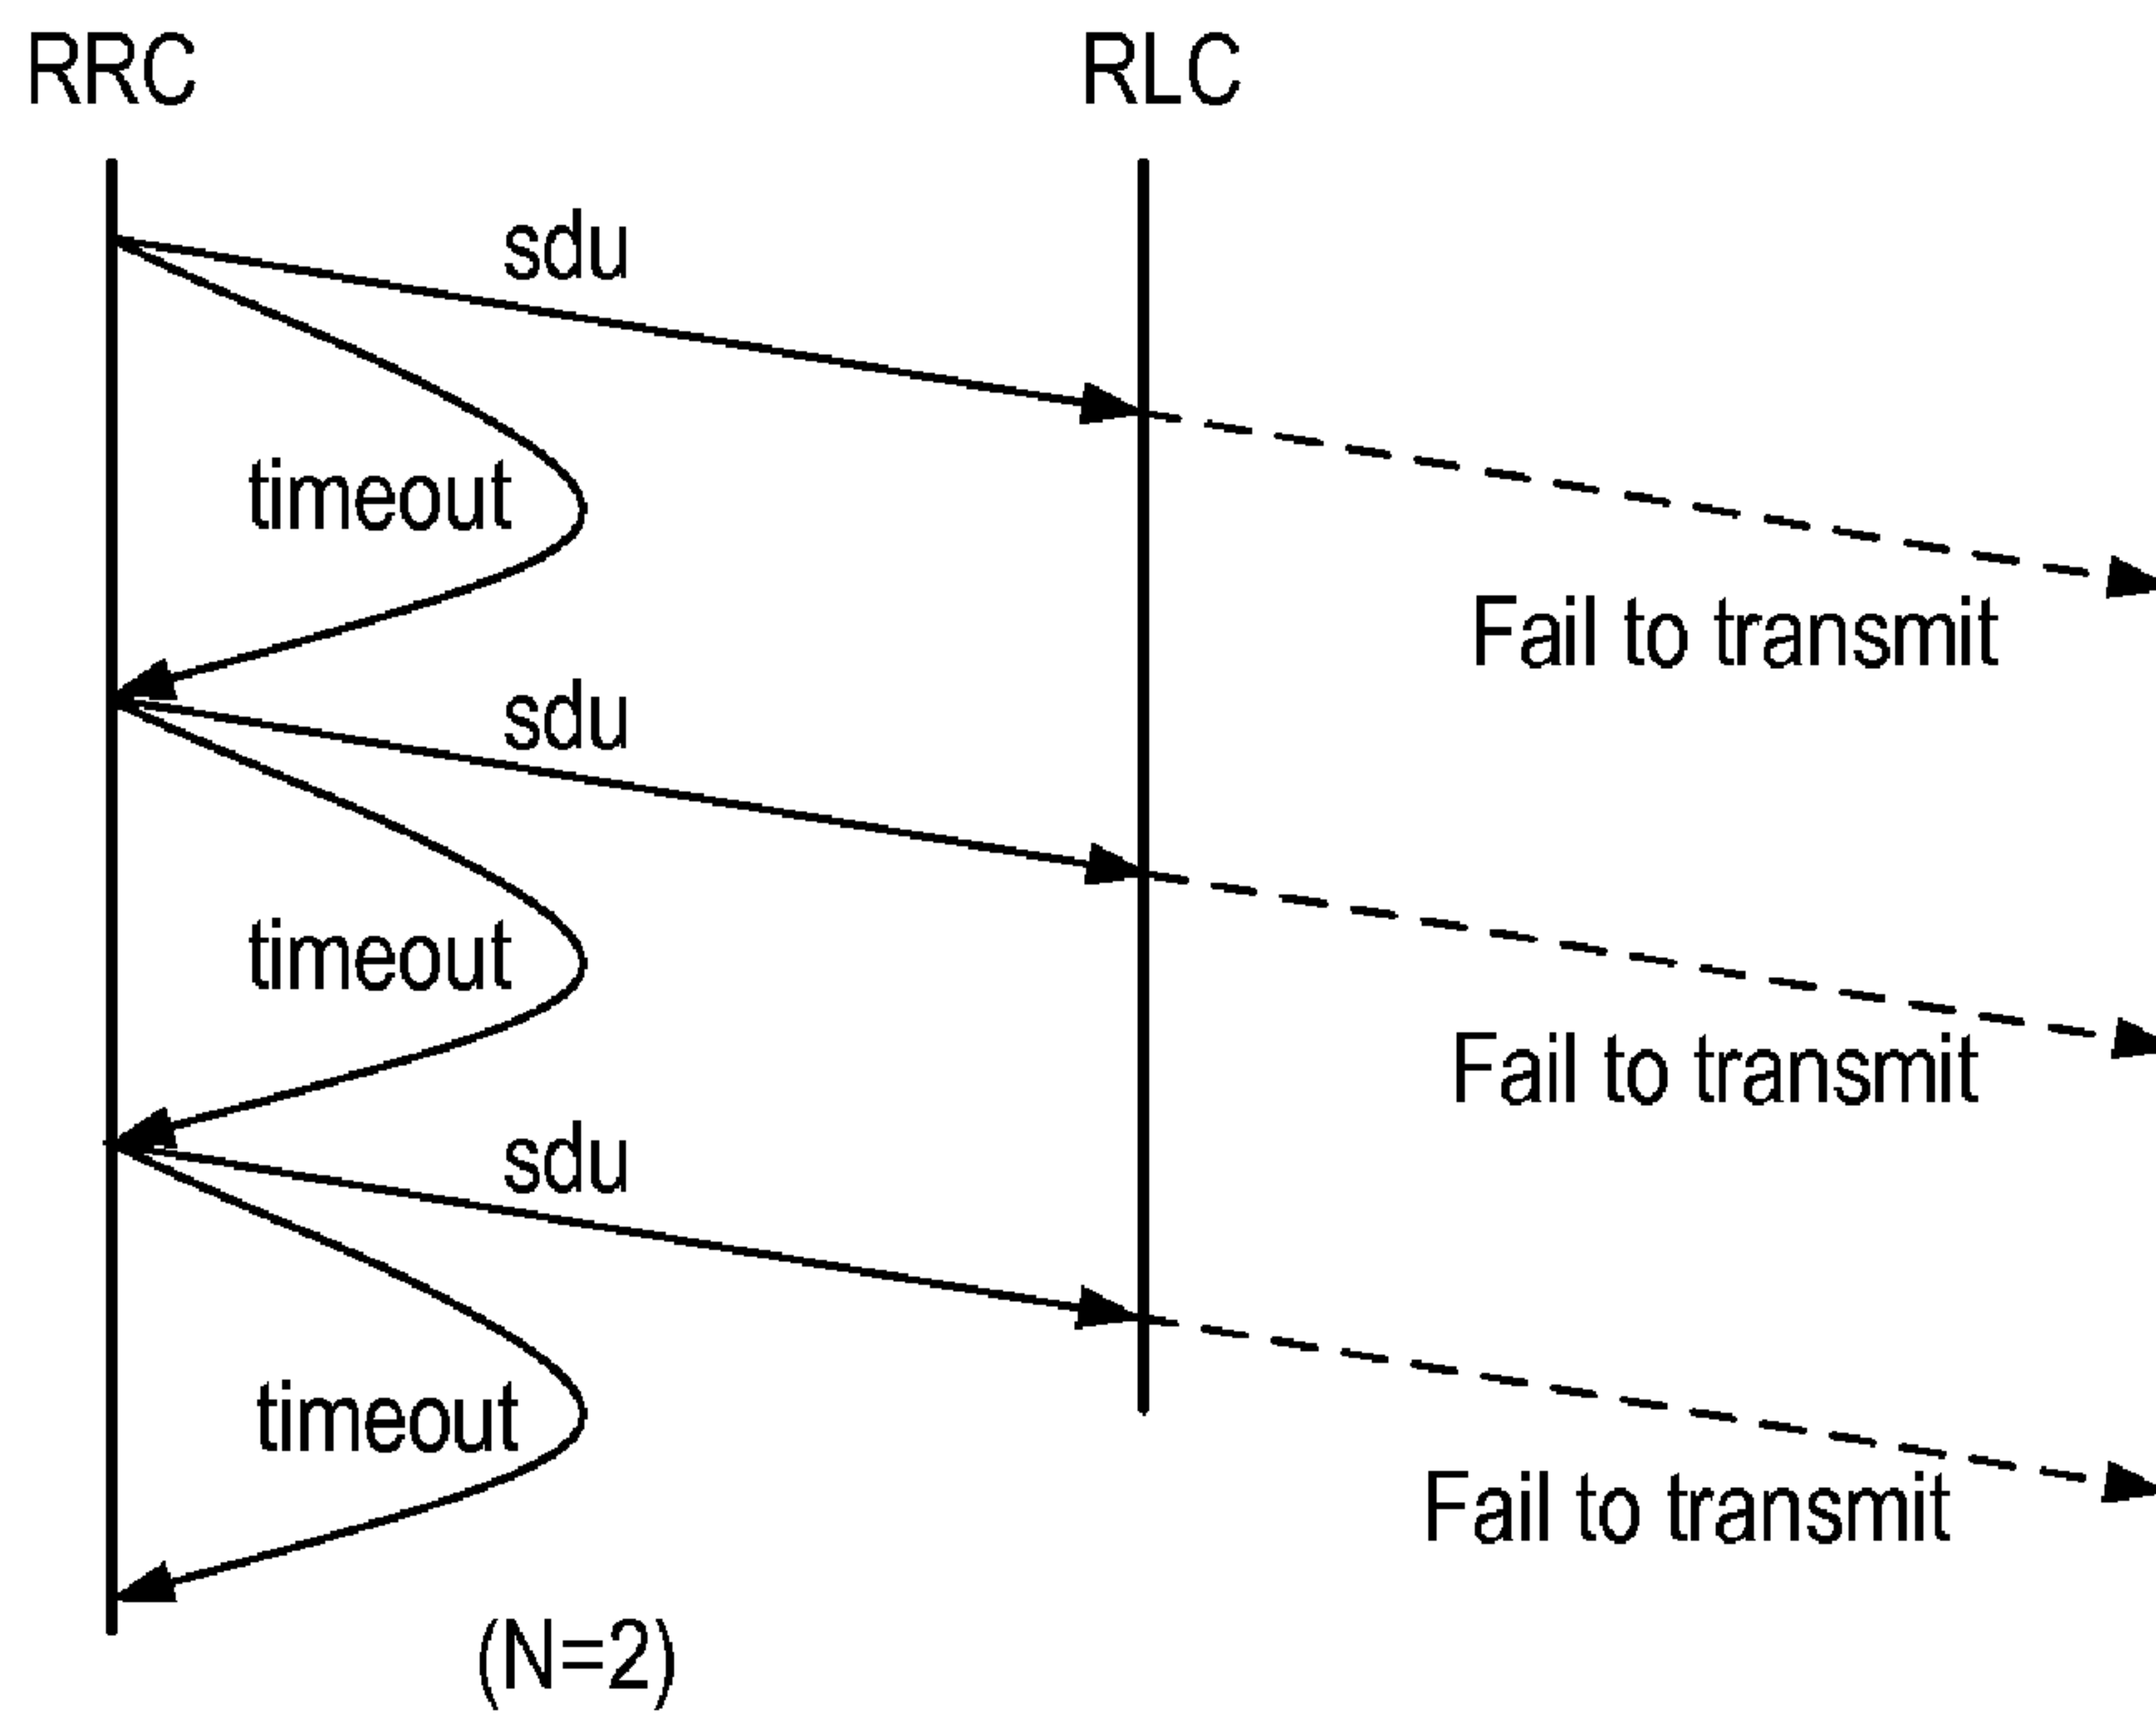 RRC
RLC
sdu
timeout
Fail to transmit
sdu
timeout
Fail to transmit
sdu
timeout
Fail to transmit
(N=2)